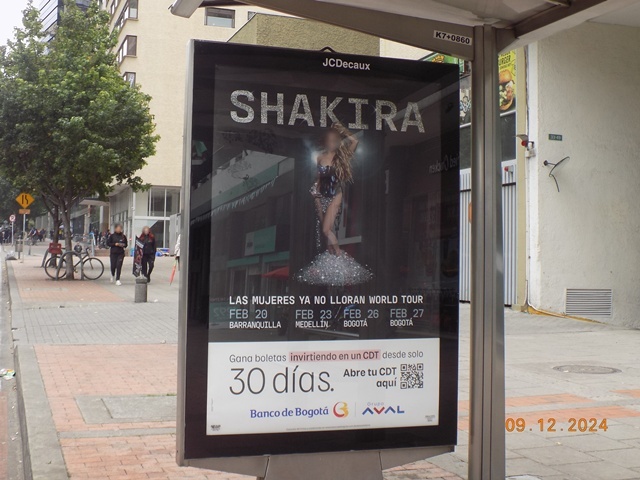 K7+0860
JCDecaux
SHAKIRA
LAS MUJERES YA NO LLORAN WORLD TOUR
FEB 20 FEB 23 FEB 26 FEB 27
BARRANQUILLA MEDELLÍN BOGOTÁ BOGOTÁ
Gana boletas invirtiendo en un CDT desde solo
30 días.
Abre tu CDT
aquí
Banco de Bogotá
Grupo
AVAL
09.12.2024